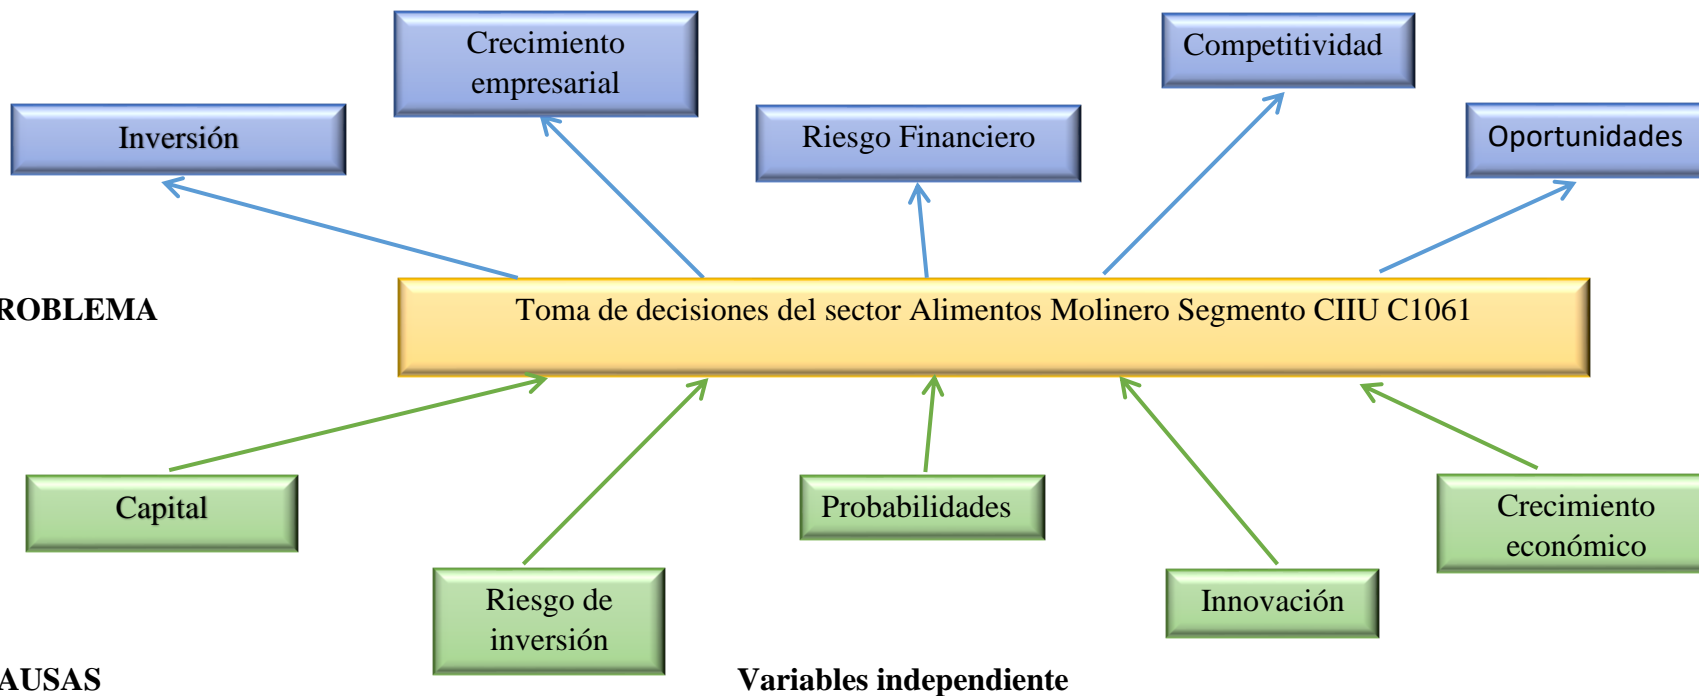 Crecimiento
empresarial
Competitividad
Inversión
Riesgo Financiero
Oportunidades
ROBLEMA
Toma de decisiones del sector Alimentos Molinero Segmento CIIU C1061
Capital
Probabilidades
Crecimiento
económico
Riesgo de
inversión
Innovación
AUSAS
Variables independiente